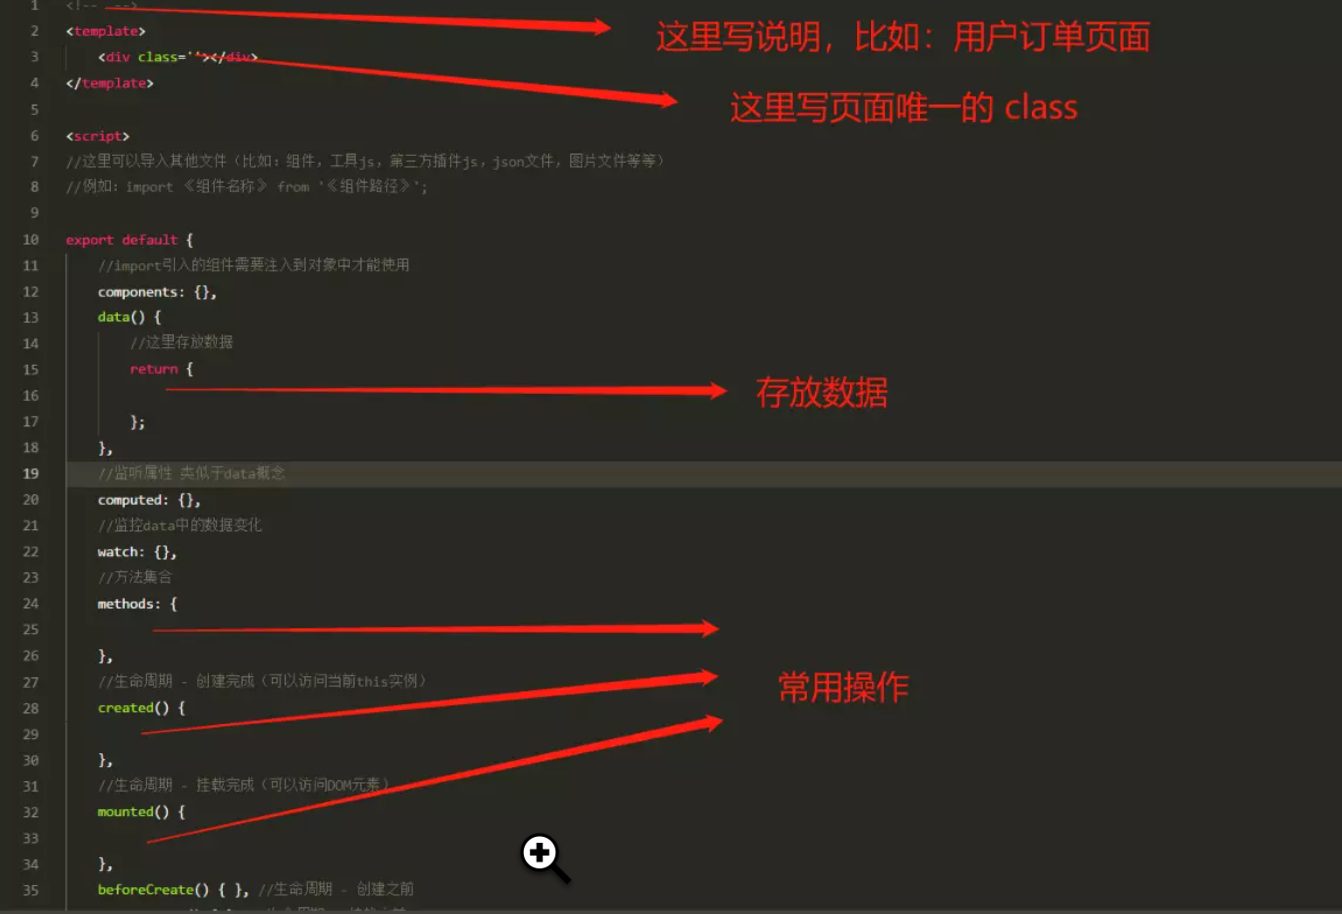 1 <!-- -->
2 <template>
3 <div class=''></div>
4 </template>
5
6 <script>
7 //这里可以导入其他文件（比如：组件，工具js，第三方插件js，json文件，图片文件等等）
8 //例如：import 《组件名称》 from '《组件路径》';
9
10 export default {
11 //import引入的组件需要注入到对象中才能使用
12 components: {},
13 data() {
14 //这里存放数据
15 return {
16
17 };
18 },
19 //监听属性 类似于data概念
20 computed: {},
21 //监控data中的数据变化
22 watch: {},
23 //方法集合
24 methods: {
25
26 },
27 //生命周期 - 创建完成（可以访问当前this实例）
28 created() {
29
30 },
31 //生命周期 - 挂载完成（可以访问DOM元素）
32 mounted() {
33
34 },
35 beforeCreate() { }, //生命周期 - 创建之前
这里写说明，比如：用户订单页面
这里写页面唯一的 class
存放数据
常用操作